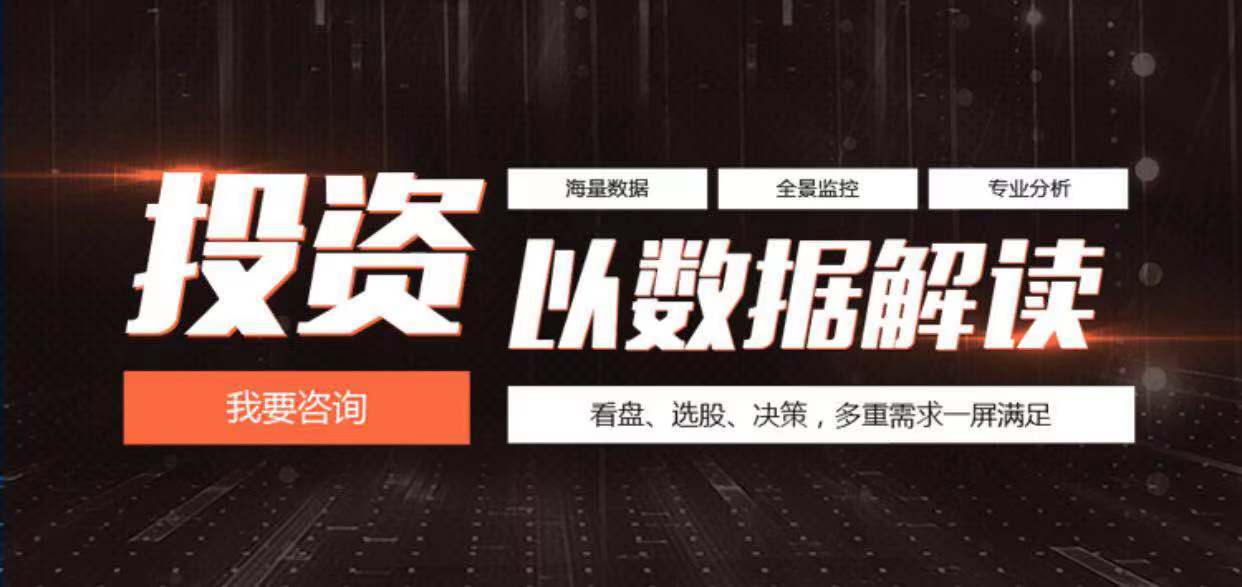 投资
海量数据
全景监控
专业分析
以数据解读
我要咨询
看盘、选股、决策，多重需求一屏满足